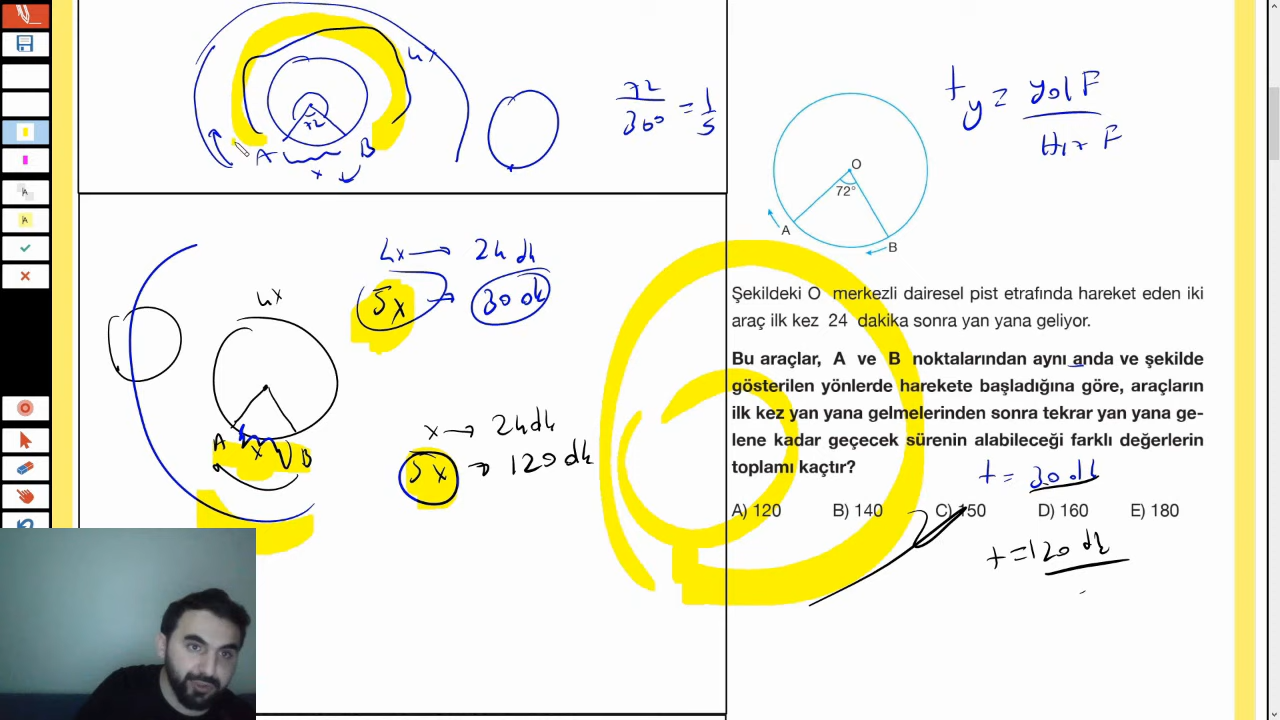 4x
72
A
B
x
72/360 = 1/5
O
72°
A
B
t y = yol F / Hız F
4x → 24 dk
5x → 30 dk
4x
A
x
B
x → 24 dk
5x → 120 dk
Şekildeki O merkezli dairesel pist etrafında hareket eden iki
araç ilk kez 24 dakika sonra yan yana geliyor.
Bu araçlar, A ve B noktalarından aynı anda ve şekilde
gösterilen yönlerde harekete başladığına göre, araçların
ilk kez yan yana gelmelerinden sonra tekrar yan yana ge-
lene kadar geçecek sürenin alabileceği farklı değerlerin
toplamı kaçtır?
t = 30 dk
A) 120 B) 140 C) 150 D) 160 E) 180
t = 120 dk